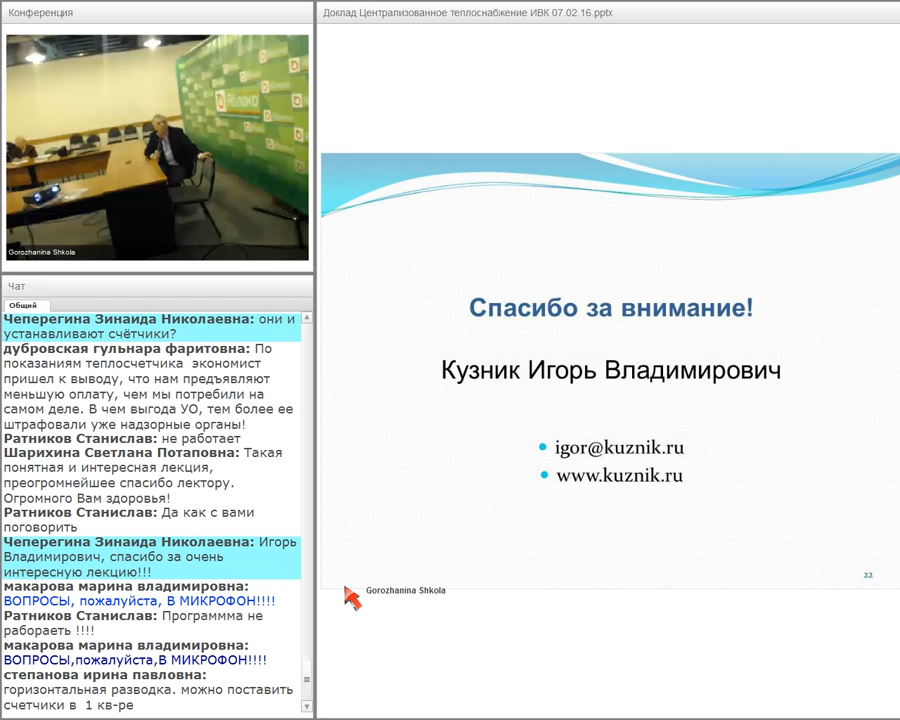 Конференция
Яблоко
Gorozhanina Shkola
Чат
Общий
Чеперегина Зинаида Николаевна: они и
устанавливают счётчики?
дубровская гульнара фаритовна: По
показаниям теплосчетчика экономист
пришел к выводу, что нам предъявляют
меньшую оплату, чем мы потребили на
самом деле. В чем выгода УО, тем более ее
штрафовали уже надзорные органы!
Ратников Станислав: не работает
Шарихина Светлана Потаповна: Такая
понятная и интересная лекция,
преогромнейшее спасибо лектору.
Огромного Вам здоровья!
Ратников Станислав: Да как с вами
поговорить
Чеперегина Зинаида Николаевна: Игорь
Владимирович, спасибо за очень
интересную лекцию!!!
макарова марина владимировна:
ВОПРОСЫ, пожалуйста, В МИКРОФОН!!!!
Ратников Станислав: Программма не
рабораеть !!!!
макарова марина владимировна:
ВОПРОСЫ,пожалуйста,В МИКРОФОН!!!!
степанова ирина павловна:
горизонтальная разводка. можно поставить
счетчики в 1 кв-ре
Доклад Централизованное теплоснабжение ИВК 07.02.16.pptx
Спасибо за внимание!
Кузник Игорь Владимирович
igor@kuznik.ru
www.kuznik.ru
22
Gorozhanina Shkola